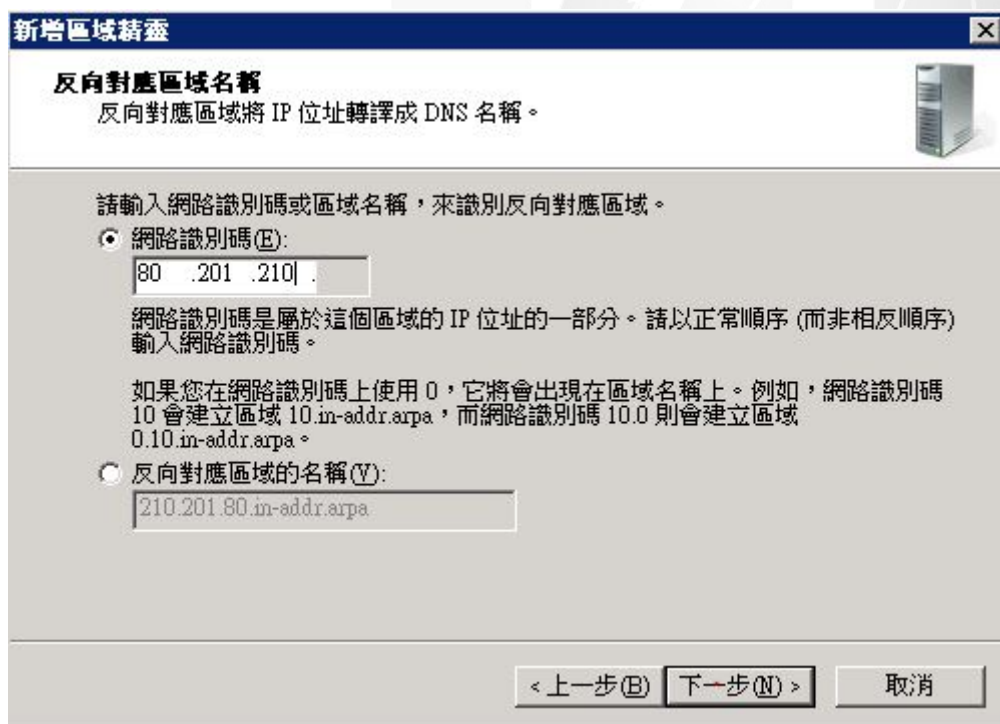 新增區域精靈
反向對應區域名稱
反向對應區域將 IP 位址轉譯成 DNS 名稱。
請輸入網路識別碼或區域名稱，來識別反向對應區域。
網路識別碼(E):
80 .201 .210 .
網路識別碼是屬於這個區域的 IP 位址的一部分。請以正常順序 (而非相反順序)
輸入網路識別碼。
如果您在網路識別碼上使用 0，它將會出現在區域名稱上。例如，網路識別碼
10 會建立區域 10.in-addr.arpa，而網路識別碼 10.0 則會建立區域
0.10.in-addr.arpa。
反向對應區域的名稱(V):
210.201.80.in-addr.arpa
<上一步(B) 下一步(N)> 取消